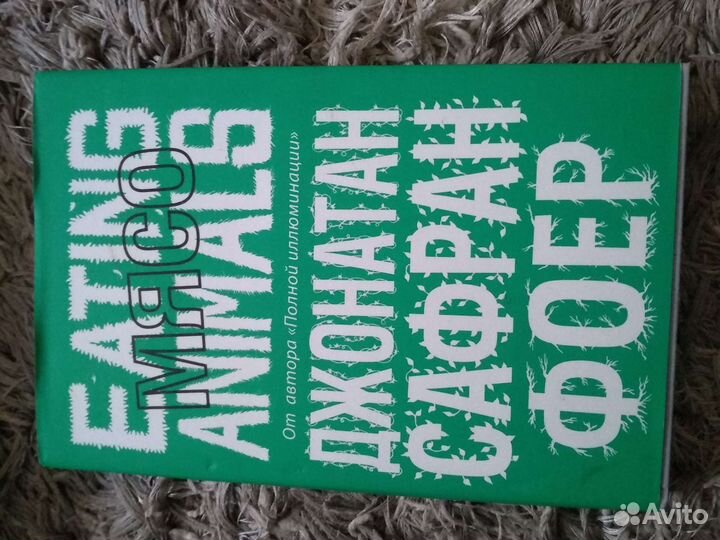 EATING
МЯСО
ANIMALS
От автора «Полной иллюминации»
ДЖОНАТАН
САФРАН
ФОЕР
Avito